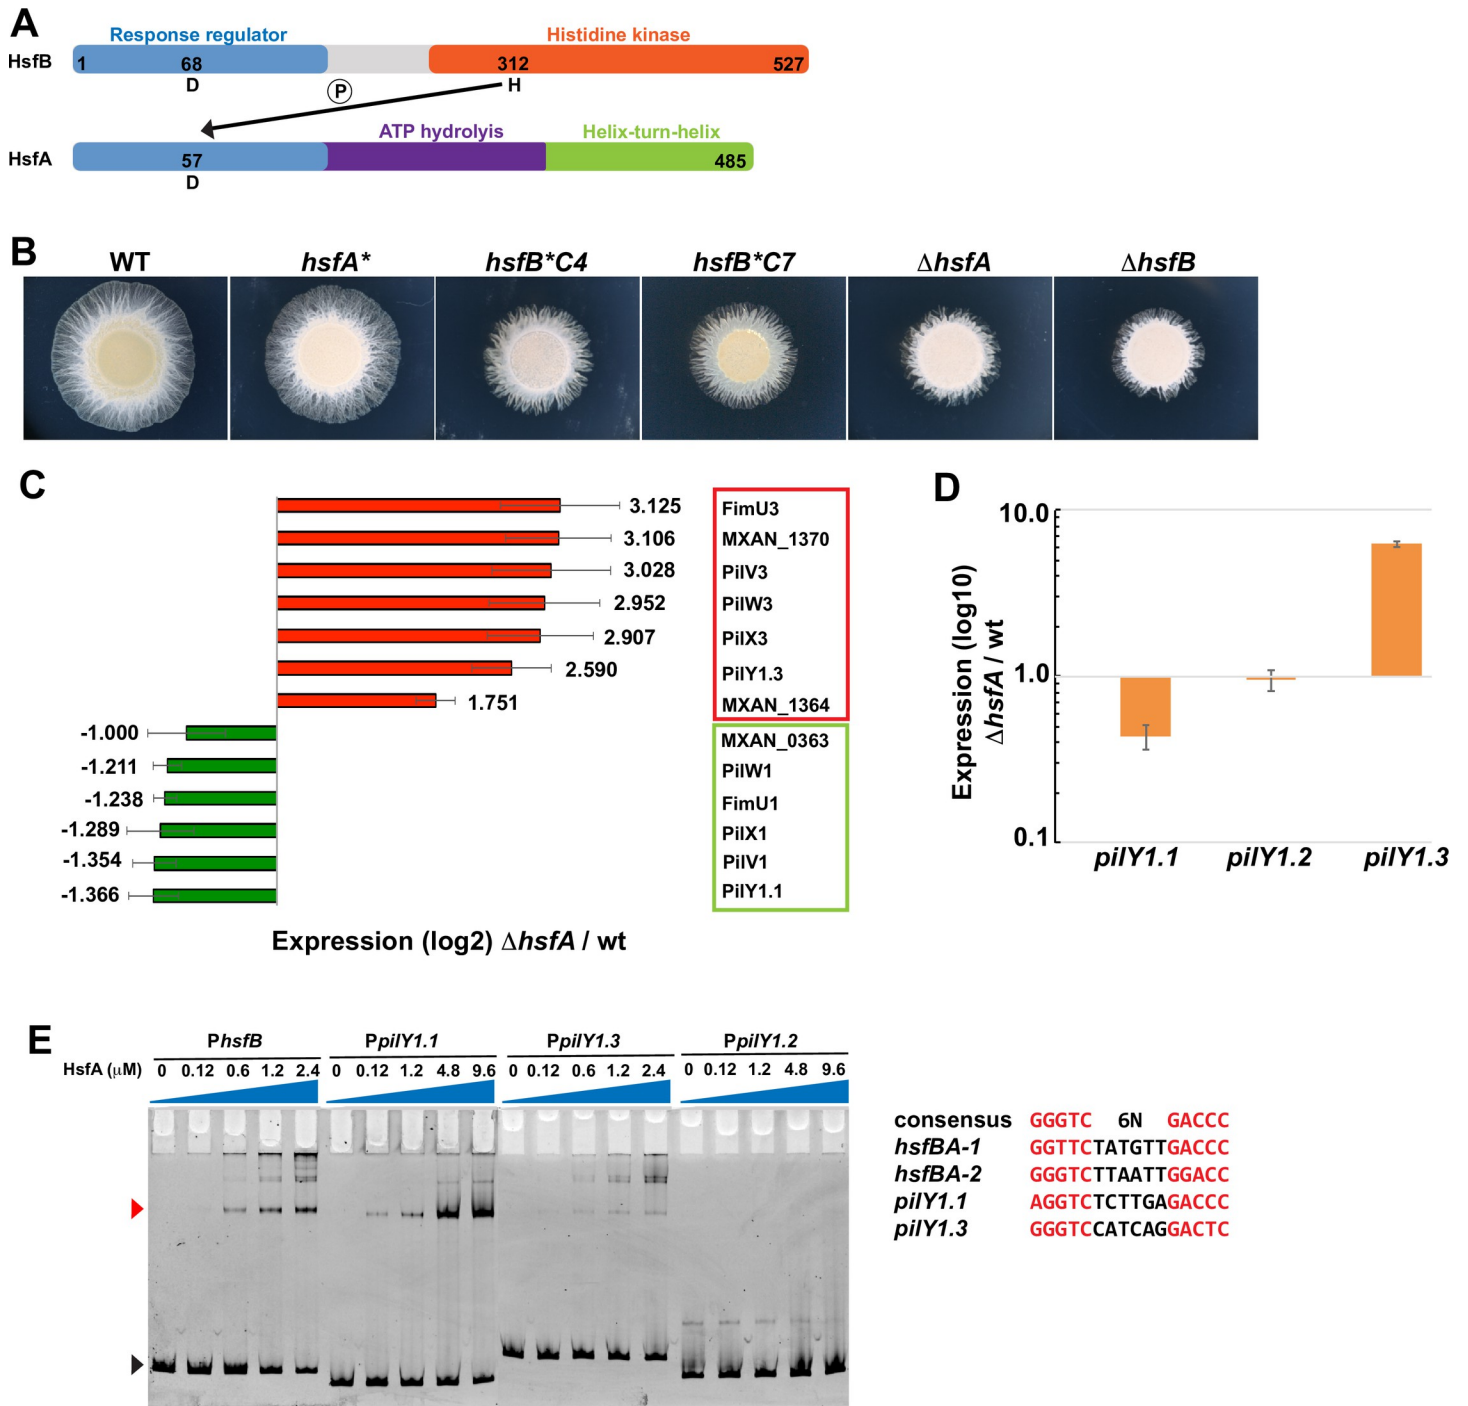 A
Response regulator
Histidine kinase
HsfB
1
68
312
527
D
P
H
ATP hydrolyis
Helix-turn-helix
HsfA
57
485
D
B
WT
hsfA*
hsfB*C4
hsfB*C7
ΔhsfA
ΔhsfB
C
3.125
FimU3
3.106
MXAN_1370
3.028
PilV3
2.952
PilW3
2.907
PilX3
2.590
PilY1.3
1.751
MXAN_1364
-1.000
MXAN_0363
-1.211
PilW1
-1.238
FimU1
-1.289
PilX1
-1.354
PilV1
-1.366
PilY1.1
Expression (log2) ΔhsfA / wt
D
Expression (log10)
ΔhsfA / wt
10.0
1.0
0.1
pilY1.1
pilY1.2
pilY1.3
E
PhsfB
PpilY1.1
PpilY1.3
PpilY1.2
HsfA (µM)
0 0.12 0.6 1.2 2.4
0 0.12 1.2 4.8 9.6
0 0.12 0.6 1.2 2.4
0 0.12 1.2 4.8 9.6
consensus GGGTC 6N GACCC
hsfBA-1 GGTTCTATGTTGACCC
hsfBA-2 GGGTCTTAATTGGACCC
pilY1.1 AGGTCTCTTGAGACCC
pilY1.3 GGGTCCATCAGGACTC